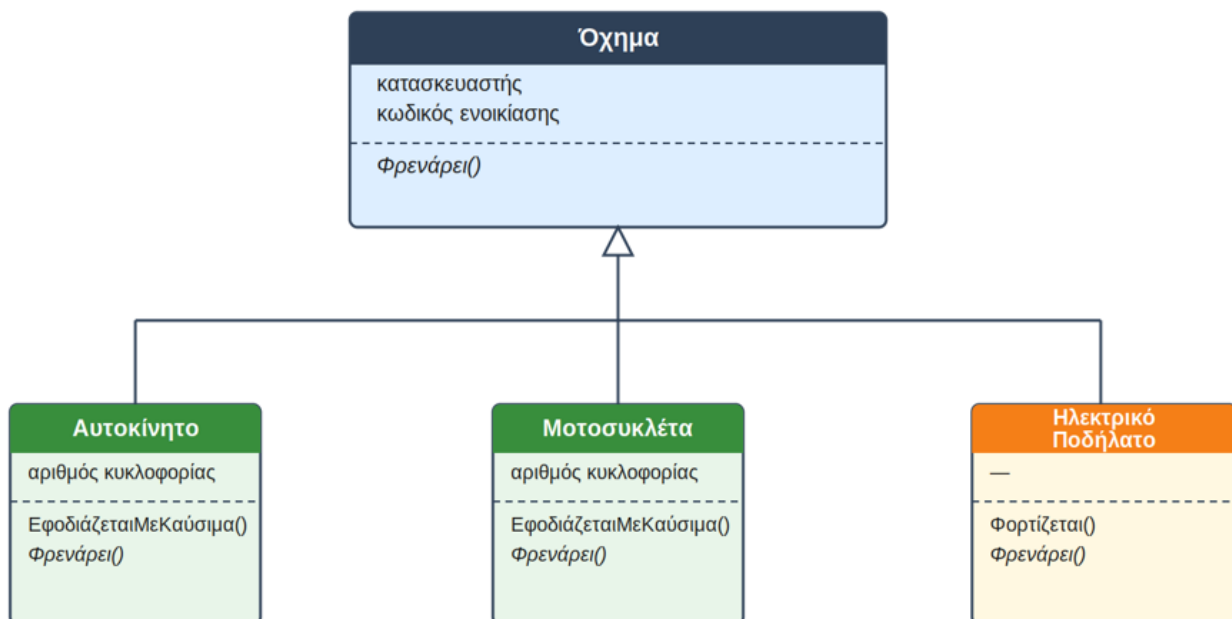 Όχημα
κατασκευαστής
κωδικός ενοικίασης
Φρενάρει()
Αυτοκίνητο
αριθμός κυκλοφορίας
ΕφοδιάζεταιΜεΚαύσιμα()
Φρενάρει()
Μοτοσυκλέτα
αριθμός κυκλοφορίας
ΕφοδιάζεταιΜεΚαύσιμα()
Φρενάρει()
Ηλεκτρικό
Ποδήλατο
—
Φορτίζεται()
Φρενάρει()